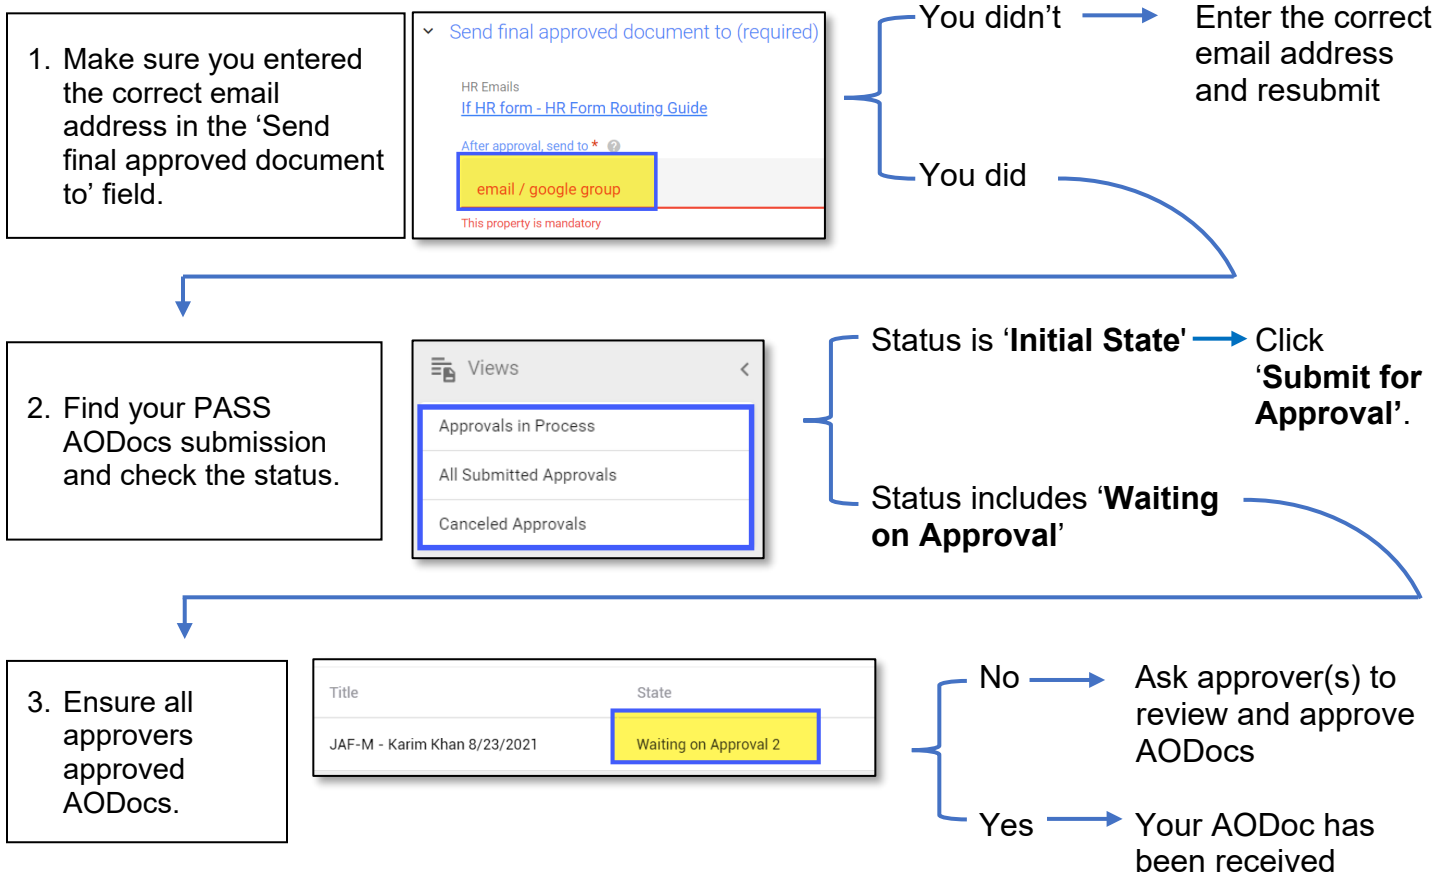 1. Make sure you entered
the correct email
address in the ‘Send
final approved document
to’ field.
Send final approved document to (required)
HR Emails
If HR form - HR Form Routing Guide
After approval, send to * ?
email / google group
This property is mandatory
You didn’t
Enter the correct
email address
and resubmit
You did
2. Find your PASS
AODocs submission
and check the status.
Views
Approvals in Process
All Submitted Approvals
Canceled Approvals
Status is ‘Initial State'
Click
‘Submit for
Approval’.
Status includes ‘Waiting
on Approval’
3. Ensure all
approvers
approved
AODocs.
Title State
JAF-M - Karim Khan 8/23/2021 Waiting on Approval 2
No
Ask approver(s) to
review and approve
AODocs
Yes
Your AODoc has
been received